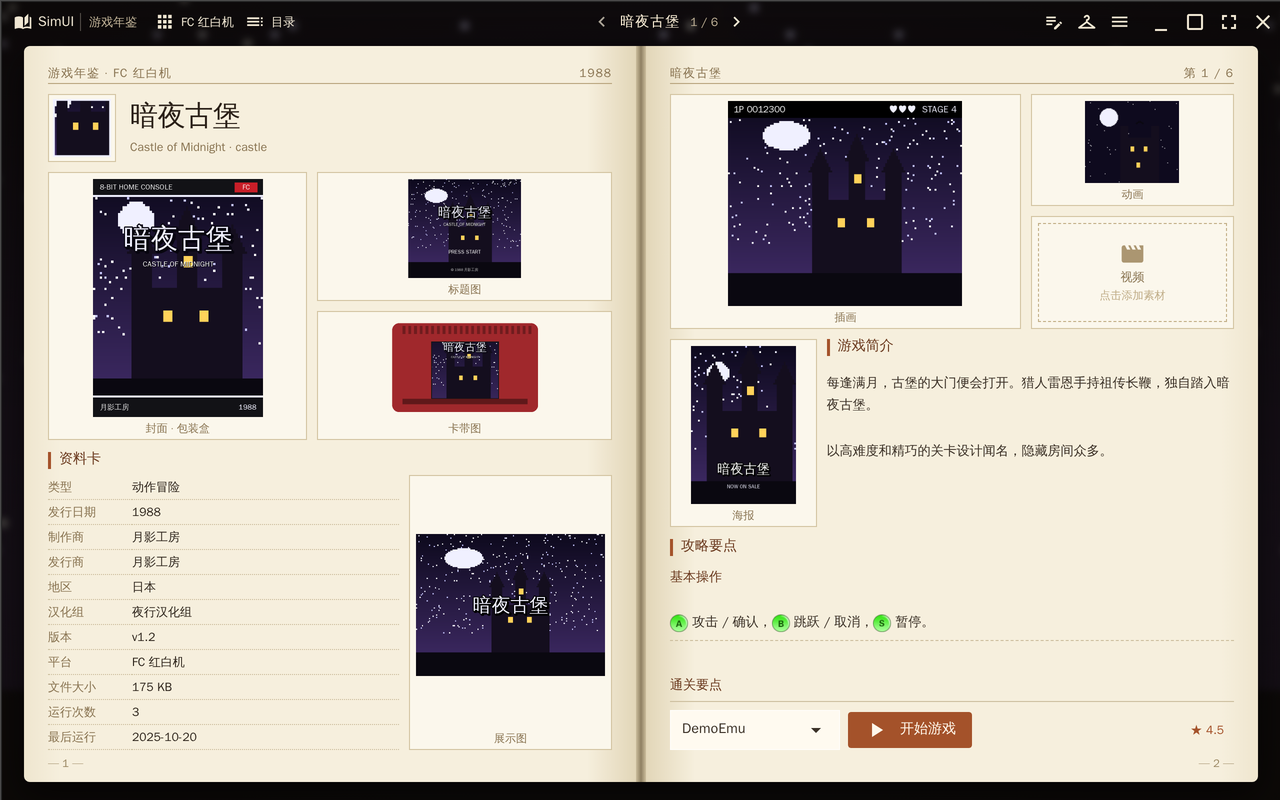 SimUI 游戏年鉴 FC 红白机 目录 暗夜古堡 1 / 6
游戏年鉴 · FC 红白机 1988
暗夜古堡
Castle of Midnight · castle
8-BIT HOME CONSOLE FC
暗夜古堡
CASTLE OF MIDNIGHT
月影工房 1988
封面 · 包装盒
暗夜古堡
CASTLE OF MIDNIGHT
PRESS START
© 1988 月影工房
标题图
暗夜古堡
卡带图
资料卡
类型 动作冒险
发行日期 1988
制作商 月影工房
发行商 月影工房
地区 日本
汉化组 夜行汉化组
版本 v1.2
平台 FC 红白机
文件大小 175 KB
运行次数 3
最后运行 2025-10-20
暗夜古堡
展示图
— 1 —
暗夜古堡 第 1 / 6
1P 0012300 STAGE 4
插画
动画
视频
点击添加素材
暗夜古堡
NOW ON SALE
海报
游戏简介
每逢满月，古堡的大门便会打开。猎人雷恩手持祖传长鞭，独自踏入暗
夜古堡。
以高难度和精巧的关卡设计闻名，隐藏房间众多。
攻略要点
基本操作
A 攻击 / 确认，B 跳跃 / 取消，S 暂停。
通关要点
DemoEmu 开始游戏 ★ 4.5
— 2 —